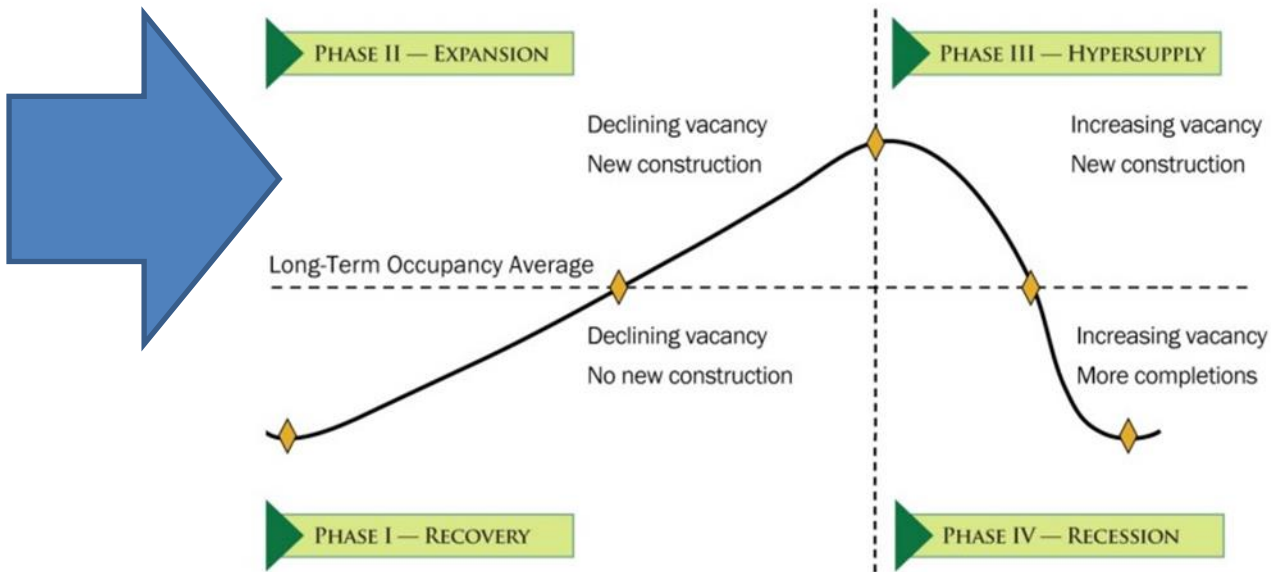 PHASE II — EXPANSION
PHASE III — HYPERSUPPLY
Declining vacancy
New construction
Increasing vacancy
New construction
Long-Term Occupancy Average
Declining vacancy
No new construction
Increasing vacancy
More completions
PHASE I — RECOVERY
PHASE IV — RECESSION